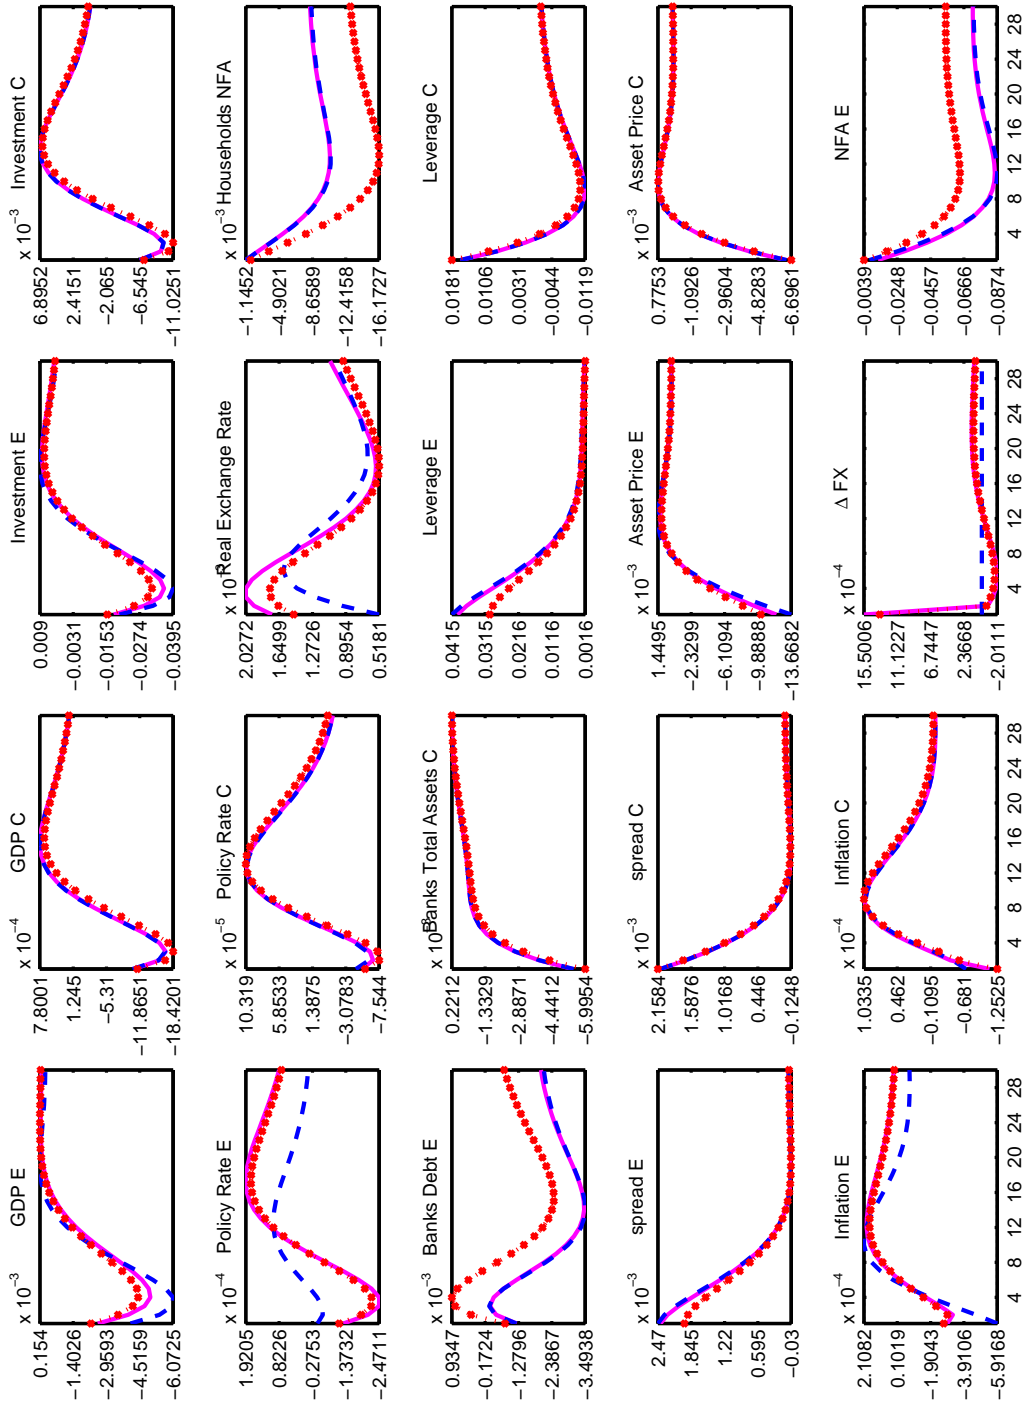 x 10⁻³
GDP E
0.154
−1.4026
−2.9593
−4.5159
−6.0725
x 10⁻⁴
GDP C
7.8001
1.245
−5.31
−11.8651
−18.4201
Investment E
0.009
−0.0031
−0.0153
−0.0274
−0.0395
x 10⁻³
Investment C
6.8952
2.4151
−2.065
−6.545
−11.0251
x 10⁻⁴
Policy Rate E
1.9205
0.8226
−0.2753
−1.3732
−2.4711
x 10⁻⁵
Policy Rate C
10.319
5.8533
1.3875
−3.0783
−7.544
x 10
Real Exchange Rate
2.0272
1.6499
1.2726
0.8954
0.5181
x 10⁻³
Households NFA
−1.1452
−4.9021
−8.6589
−12.4158
−16.1727
x 10⁻³
Banks Debt E
0.9347
−0.1724
−1.2796
−2.3867
−3.4938
x 10
Banks Total Assets C
0.2212
−1.3329
−2.8871
−4.4412
−5.9954
Leverage E
0.0415
0.0315
0.0216
0.0116
0.0016
Leverage C
0.0181
0.0106
0.0031
−0.0044
−0.0119
x 10⁻³
spread E
2.47
1.845
1.22
0.595
−0.03
x 10⁻³
spread C
2.1584
1.5876
1.0168
0.446
−0.1248
x 10⁻³
Asset Price E
1.4495
−2.3299
−6.1094
−9.8888
−13.6682
x 10⁻³
Asset Price C
0.7753
−1.0926
−2.9604
−4.8283
−6.6961
x 10⁻⁴
Inflation E
2.1082
0.1019
−1.9043
−3.9106
−5.9168
4 8 12 16 20 24 28
x 10⁻⁴
Inflation C
1.0335
0.462
−0.1095
−0.681
−1.2525
4 8 12 16 20 24 28
x 10⁻⁴
Δ FX
15.5006
11.1227
6.7447
2.3668
−2.0111
4 8 12 16 20 24 28
NFA E
−0.0039
−0.0248
−0.0457
−0.0666
−0.0874
4 8 12 16 20 24 28